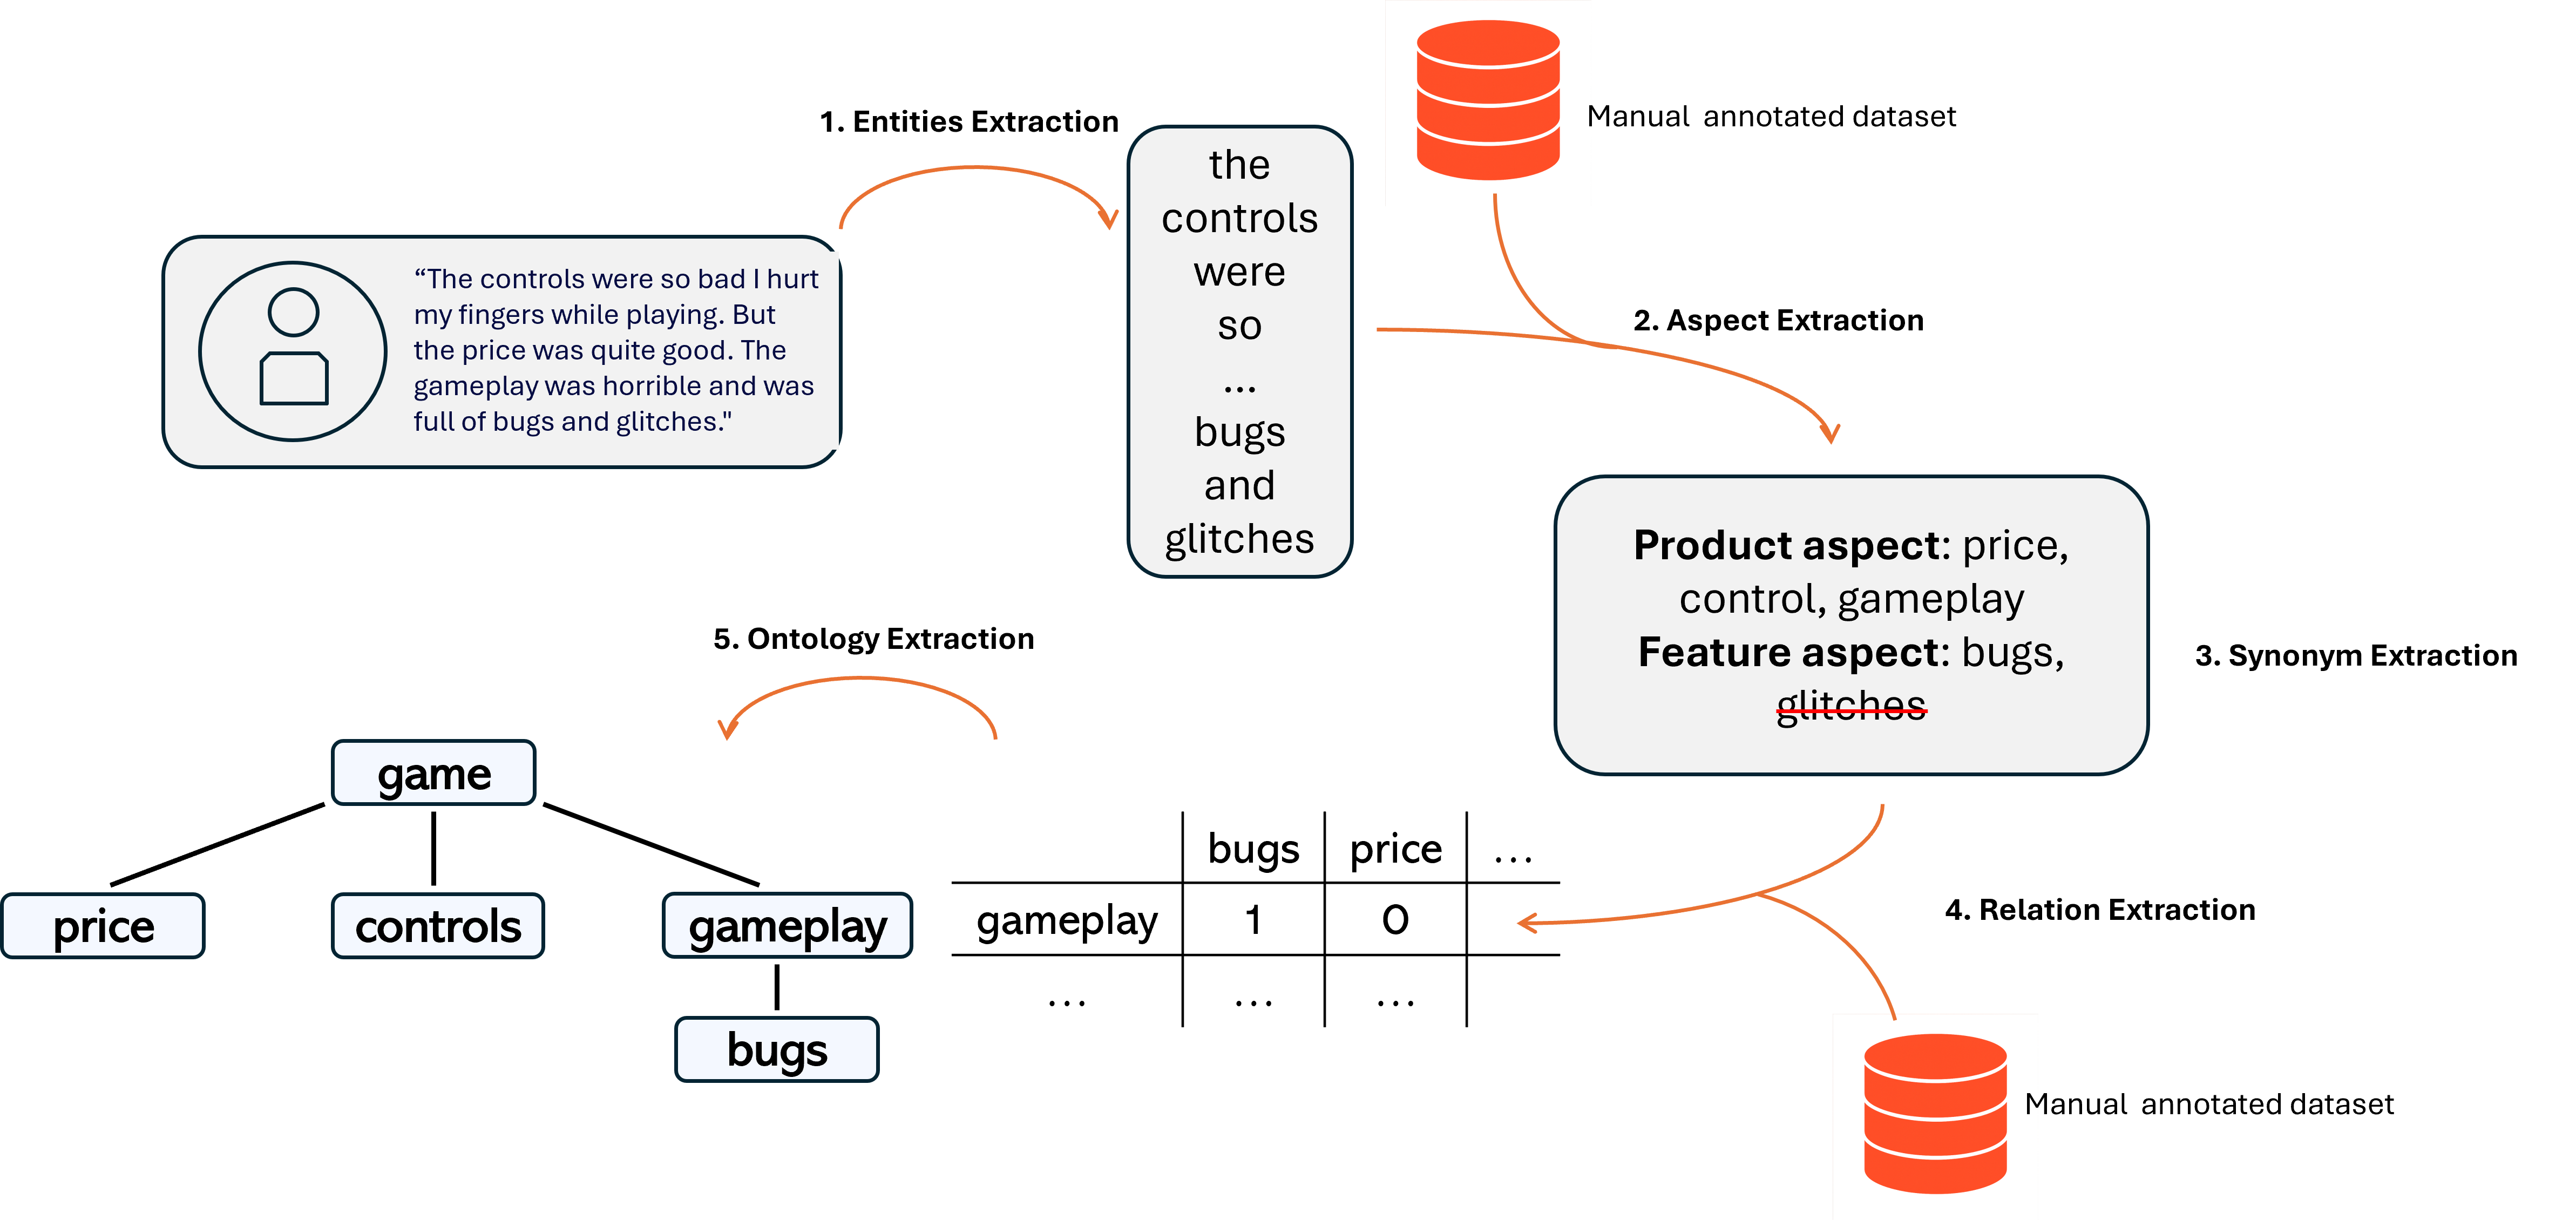 1. Entities Extraction
“The controls were so bad I hurt
my fingers while playing. But
the price was quite good. The
gameplay was horrible and was
full of bugs and glitches."
the
controls
were
so
...
bugs
and
glitches
Manual  annotated dataset
2. Aspect Extraction
Product aspect: price,
control, gameplay
Feature aspect: bugs,
glitches
3. Synonym Extraction
4. Relation Extraction
Manual  annotated dataset
bugs price ...
gameplay 1 0
... ... ...
5. Ontology Extraction
game
price controls gameplay
bugs